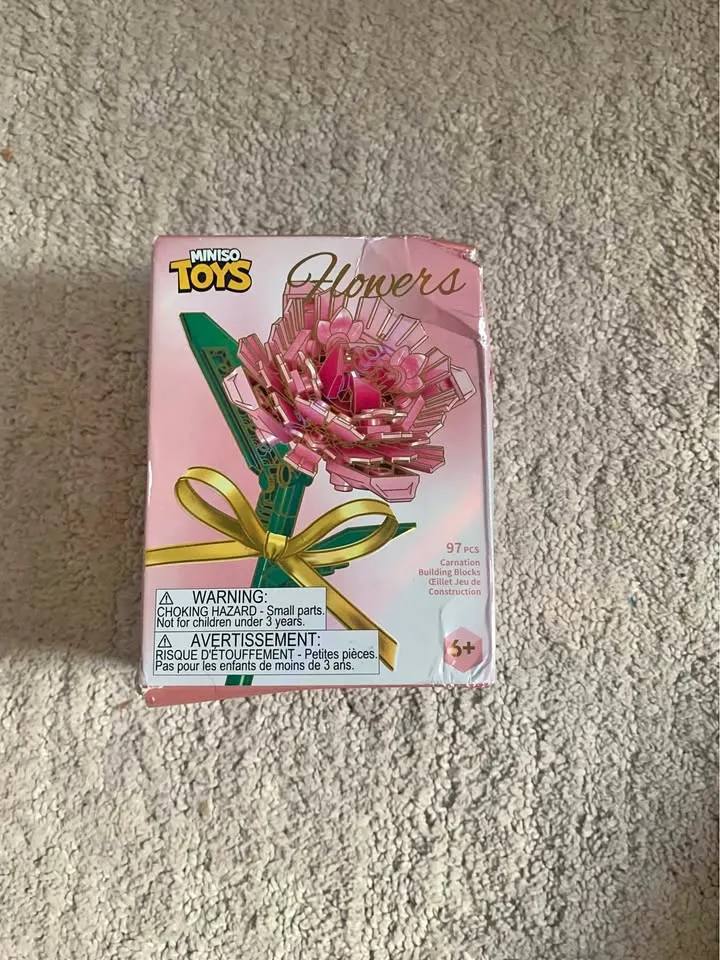 MINISO
TOYS
Flowers
97 PCS
Carnation
Building Blocks
Œillet Jeu de
Construction
WARNING:
CHOKING HAZARD - Small parts.
Not for children under 3 years.
AVERTISSEMENT:
RISQUE D'ÉTOUFFEMENT - Petites pièces.
Pas pour les enfants de moins de 3 ans.
6+